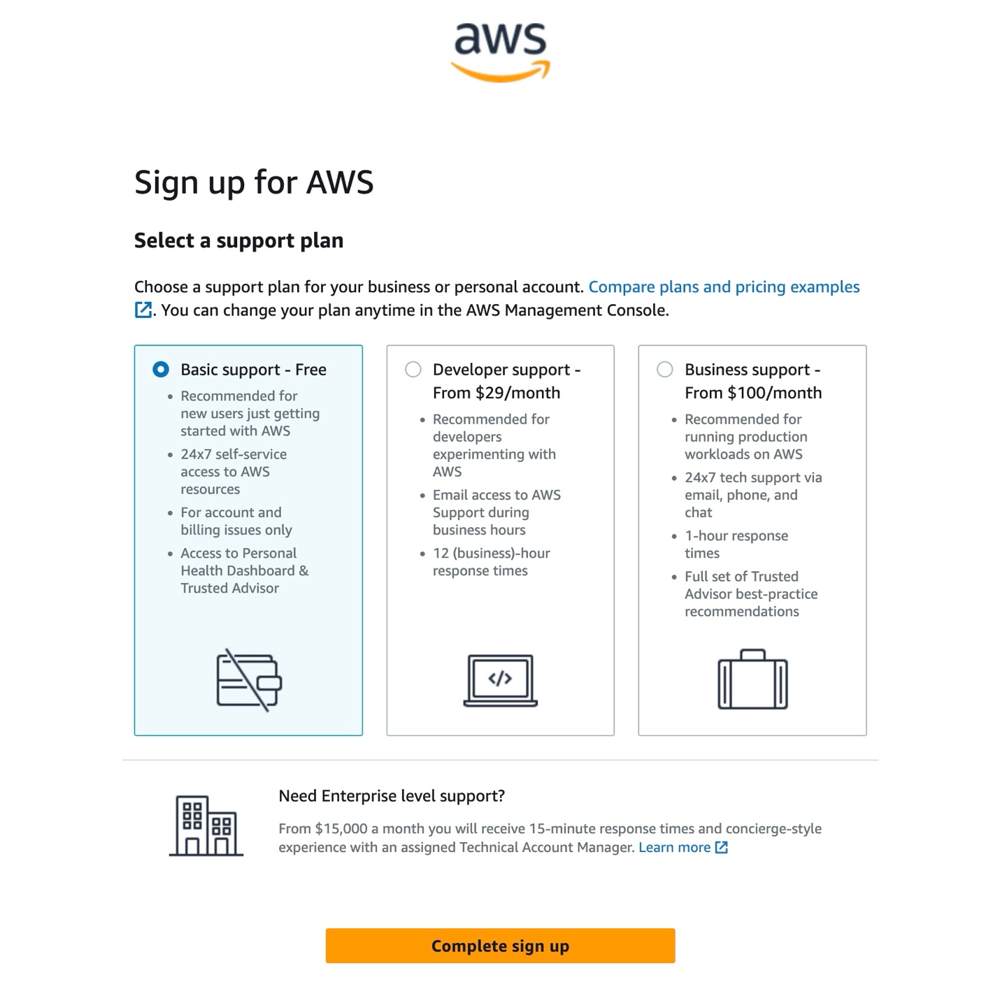 aws
Sign up for AWS
Select a support plan
Choose a support plan for your business or personal account. Compare plans and pricing examples
. You can change your plan anytime in the AWS Management Console.
Basic support - Free
• Recommended for
new users just getting
started with AWS
• 24x7 self-service
access to AWS
resources
• For account and
billing issues only
• Access to Personal
Health Dashboard &
Trusted Advisor
Developer support -
From $29/month
• Recommended for
developers
experimenting with
AWS
• Email access to AWS
Support during
business hours
• 12 (business)-hour
response times
</>
Business support -
From $100/month
• Recommended for
running production
workloads on AWS
• 24x7 tech support via
email, phone, and
chat
• 1-hour response
times
• Full set of Trusted
Advisor best-practice
recommendations
Need Enterprise level support?
From $15,000 a month you will receive 15-minute response times and concierge-style
experience with an assigned Technical Account Manager. Learn more
Complete sign up